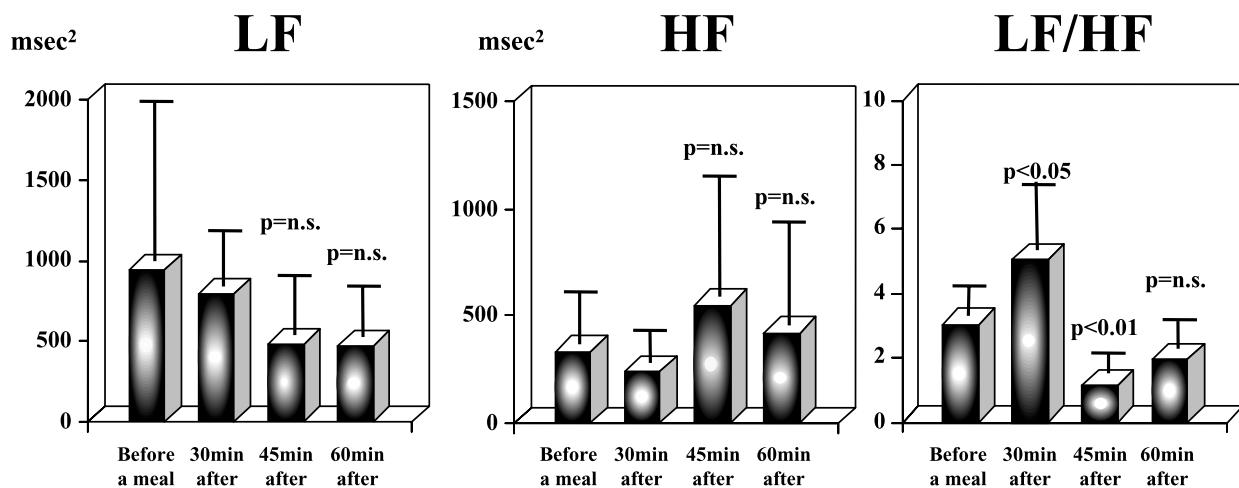 LF
msec²
2000
1500
1000
500
0
p=n.s.
p=n.s.
Before a meal
30min after
45min after
60min after
HF
msec²
1500
1000
500
0
p=n.s.
p=n.s.
Before a meal
30min after
45min after
60min after
LF/HF
10
8
6
4
2
0
p<0.05
p<0.01
p=n.s.
Before a meal
30min after
45min after
60min after